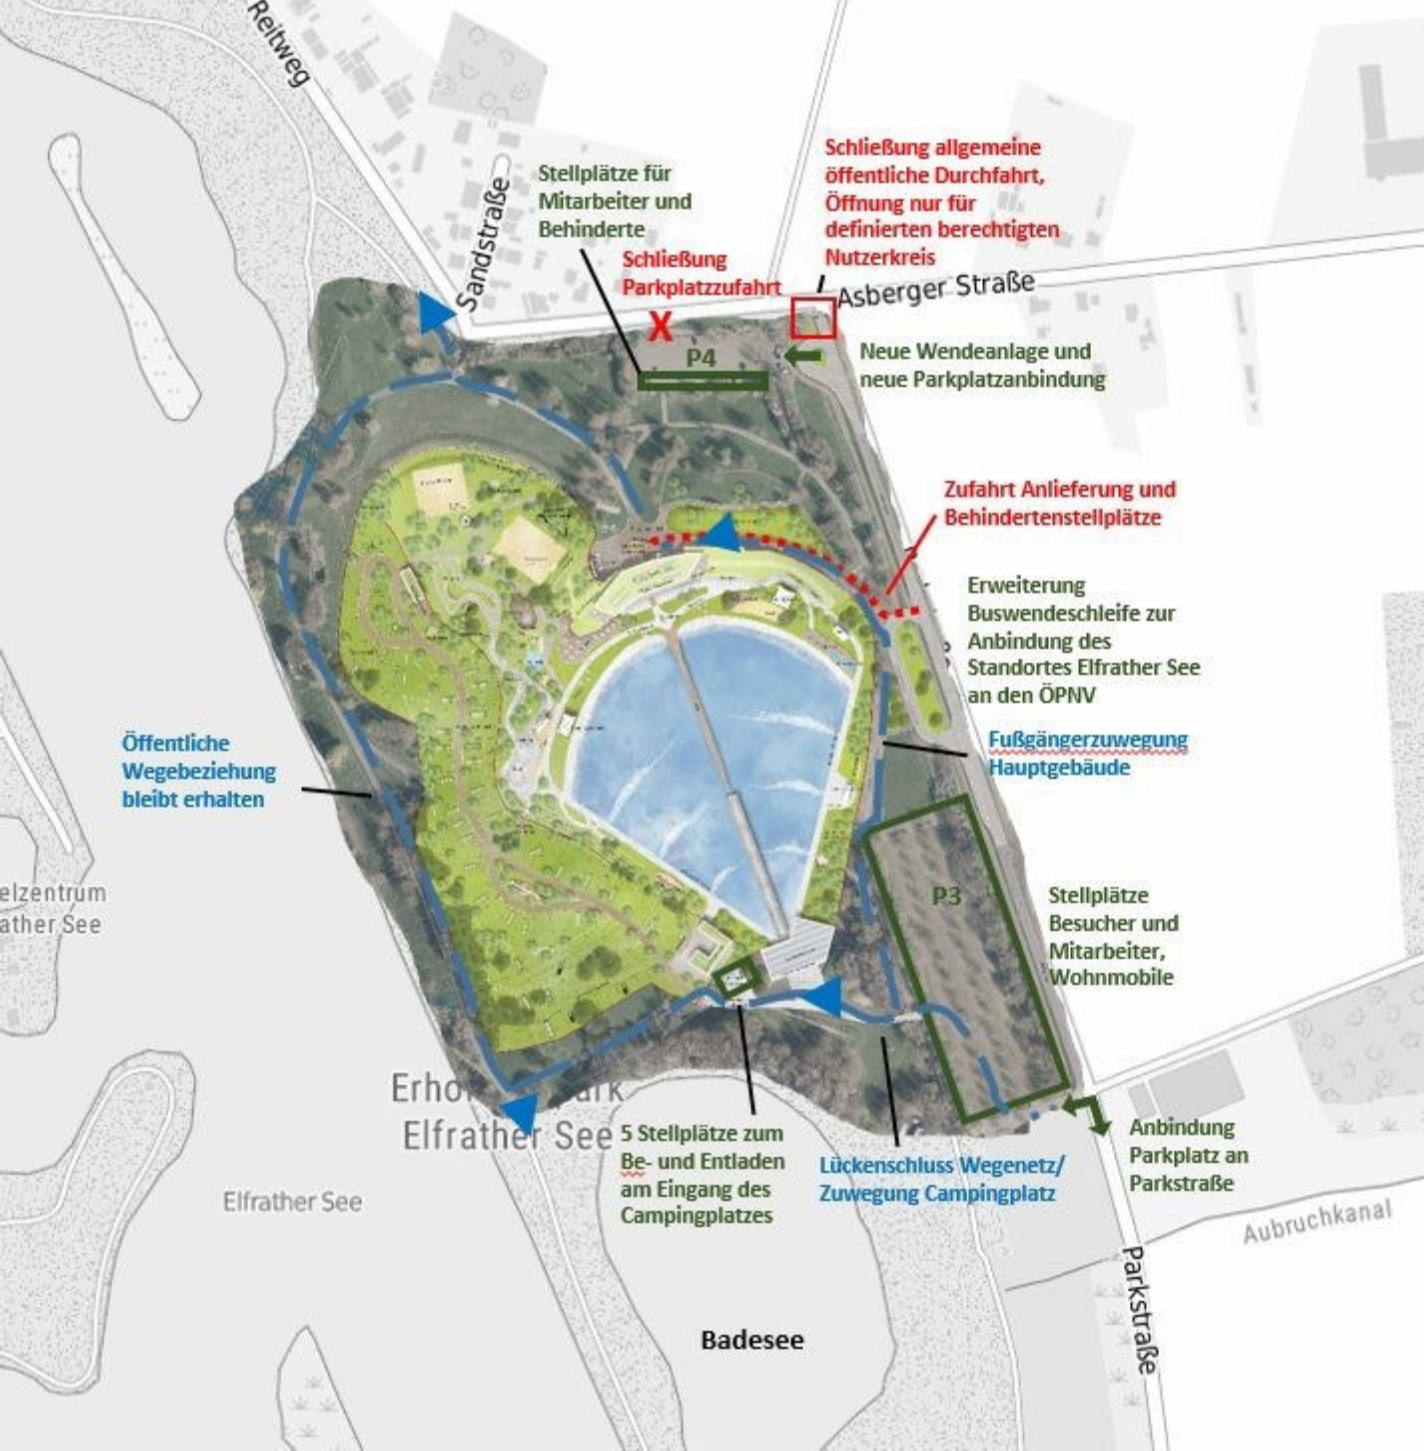 Reitweg
Sandstraße
Stellplätze für
Mitarbeiter und
Behinderte
Schließung
Parkplatzzufahrt
X
Schließung allgemeine
öffentliche Durchfahrt,
Öffnung nur für
definierten berechtigten
Nutzerkreis
Asberger Straße
P4
Neue Wendeanlage und
neue Parkplatzanbindung
Zufahrt Anlieferung und
Behindertenstellplätze
Erweiterung
Buswendeschleife zur
Anbindung des
Standortes Elfrather See
an den ÖPNV
Öffentliche
Wegebeziehung
bleibt erhalten
Fußgängerzuwegung
Hauptgebäude
elzentrum
ather See
P3
Stellplätze
Besucher und
Mitarbeiter,
Wohnmobile
Erho
ark
Elfrather See
Elfrather See
5 Stellplätze zum
Be- und Entladen
am Eingang des
Campingplatzes
Lückenschluss Wegenetz/
Zuwegung Campingplatz
Anbindung
Parkplatz an
Parkstraße
Aubruchkanal
Parkstraße
Badesee